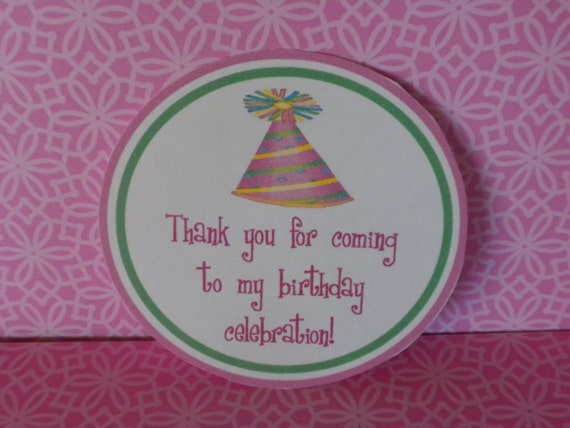 Thank you for coming
to my birthday
celebration!